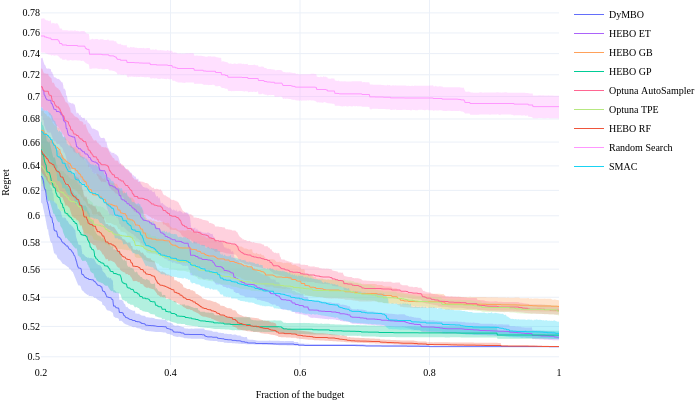 0.78
0.76
0.74
0.72
0.7
0.68
0.66
0.64
0.62
0.6
0.58
0.56
0.54
0.52
0.5
Regret
0.2
0.4
0.6
0.8
1
Fraction of the budget
DyMBO
HEBO ET
HEBO GB
HEBO GP
Optuna AutoSampler
Optuna TPE
HEBO RF
Random Search
SMAC